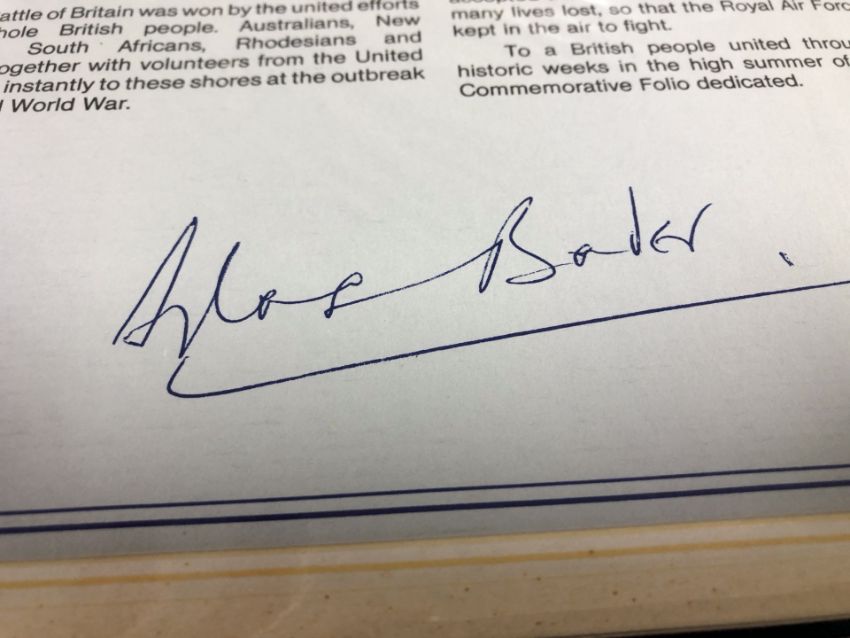 attle of Britain was won by the united efforts
hole British people. Australians, New
South Africans, Rhodesians and
ogether with volunteers from the United
instantly to these shores at the outbreak
World War.
many lives lost, so that the Royal Air Forc
kept in the air to fight.
To a British people united throu
historic weeks in the high summer of
Commemorative Folio dedicated.
Baker